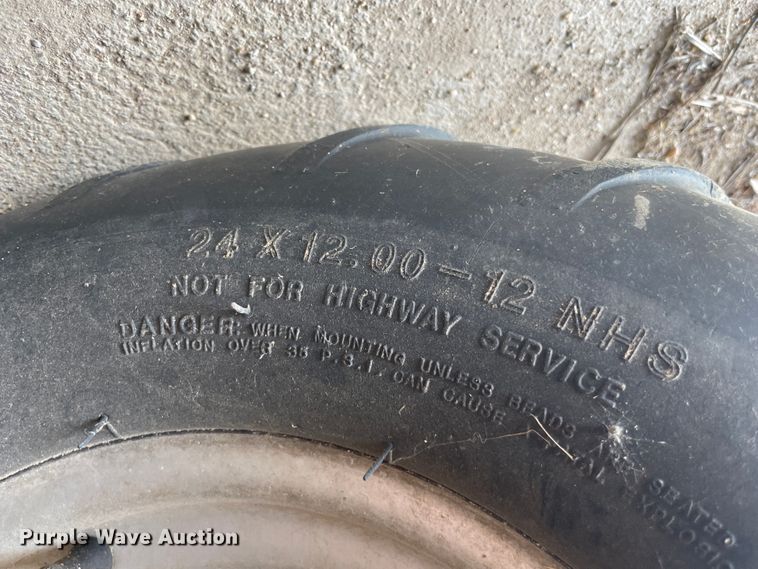 24 X 12.00-12 NHS
NOT FOR HIGHWAY SERVICE
DANGER: WHEN MOUNTING UNLESS BEADS ARE SEATED
INFLATION OVER 35 P.S.I. CAN CAUSE EXPLOSION
Purple Wave Auction